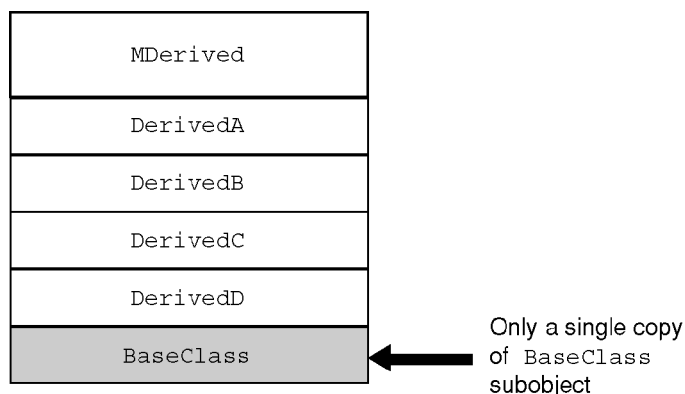 MDerived
DerivedA
DerivedB
DerivedC
DerivedD
BaseClass
Only a single copy
of BaseClass
subobject